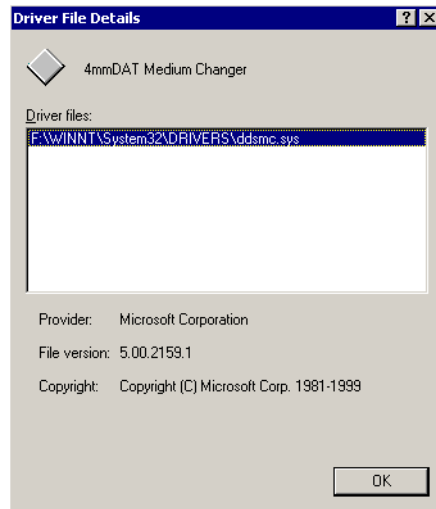 Driver File Details
4mmDAT Medium Changer
Driver files:
F:\WINNT\System32\DRIVERS\ddsmc.sys
Provider: Microsoft Corporation
File version: 5.00.2159.1
Copyright: Copyright (C) Microsoft Corp. 1981-1999
OK